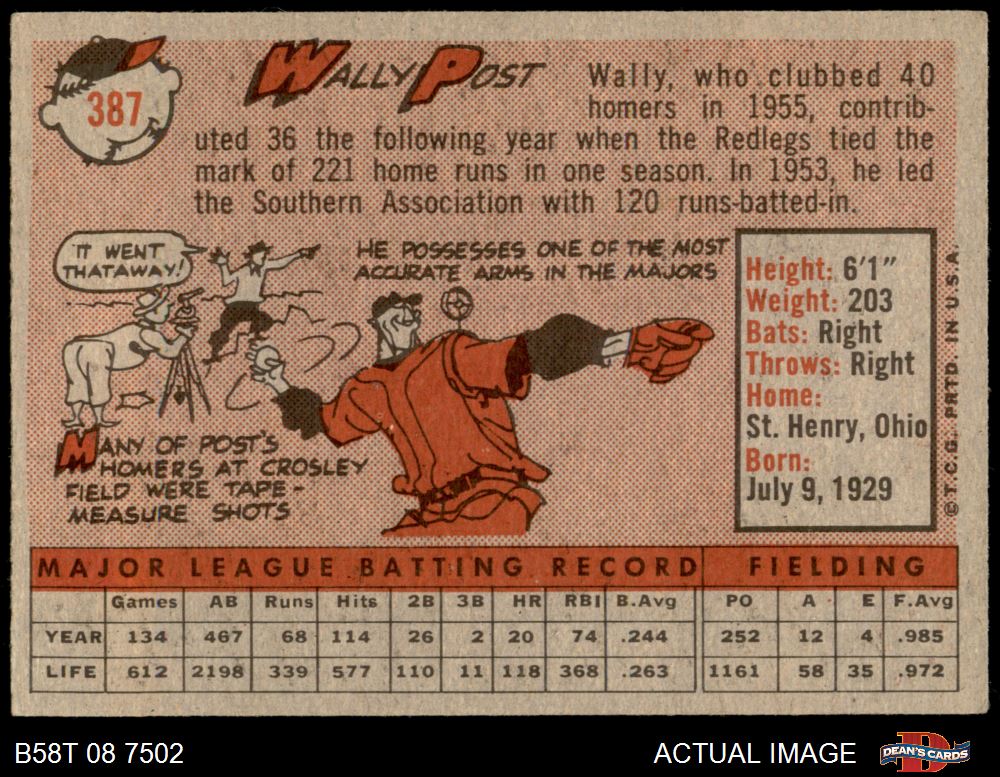 387
WALLY POST
Wally, who clubbed 40
homers in 1955, contrib-
uted 36 the following year when the Redlegs tied the
mark of 221 home runs in one season. In 1953, he led
the Southern Association with 120 runs-batted-in.
IT WENT
THATAWAY!
HE POSSESSES ONE OF THE MOST
ACCURATE ARMS IN THE MAJORS
MANY OF POST'S
HOMERS AT CROSLEY
FIELD WERE TAPE-
MEASURE SHOTS
Height: 6'1"
Weight: 203
Bats: Right
Throws: Right
Home:
St. Henry, Ohio
Born:
July 9, 1929
© T.C.G. PRTD. IN U.S.A.
MAJOR LEAGUE BATTING RECORD FIELDING
Games AB Runs Hits 2B 3B HR RBI B.Avg PO A E F.Avg
YEAR 134 467 68 114 26 2 20 74 .244 252 12 4 .985
LIFE 612 2198 339 577 110 11 118 368 .263 1161 58 35 .972
B58T 08 7502
ACTUAL IMAGE
DEAN'S CARDS